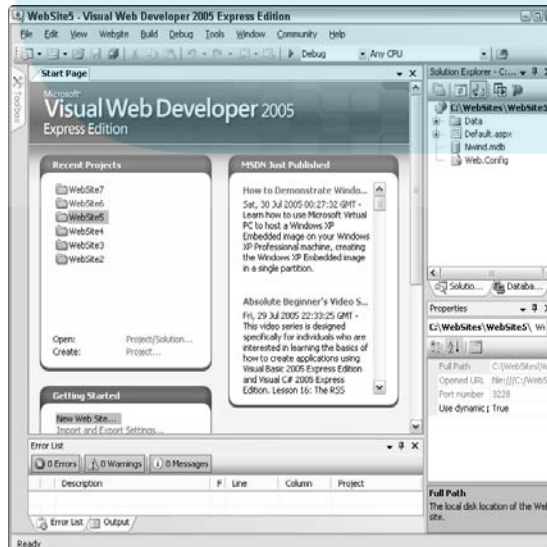 WebSite5 - Visual Web Developer 2005 Express Edition
File Edit View Website Build Debug Tools Window Community Help
Debug Any CPU
Toolbox
Start Page
Microsoft
Visual Web Developer 2005
Express Edition
Recent Projects
WebSite7
WebSite6
WebSite5
WebSite4
WebSite3
WebSite2
Open: Project/Solution...
Create: Project...
Getting Started
New Web Site...
Import and Export Settings...
MSDN Just Published
How to Demonstrate Windo...
Sat, 30 Jul 2005 00:27:32 GMT -
Learn how to use Microsoft Virtual
PC to host a Windows XP
Embedded image on your Windows
XP Professional machine, creating
the Windows XP Embedded image
in a single partition.
Absolute Beginner's Video S...
Fri, 29 Jul 2005 22:33:25 GMT -
This video series is designed
specifically for individuals who are
interested in learning the basics of
how to create applications using
Visual Basic 2005 Express Edition
and Visual C# 2005 Express
Edition. Lesson 16: The RSS
Solution Explorer - C:...
C:\WebSites\WebSite5
Data
Default.aspx
Nwind.mdb
Web.Config
Solutio... Databa...
Properties
C:\WebSites\WebSite5\ W
Full Path C:\WebSites\W
Opened URL file:///C:/Web
Port number 3228
Use dynamic p True
Full Path
The local disk location of the Web
site.
Error List
0 Errors 0 Warnings 0 Messages
Description F Line Column Project
Error List Output
Ready